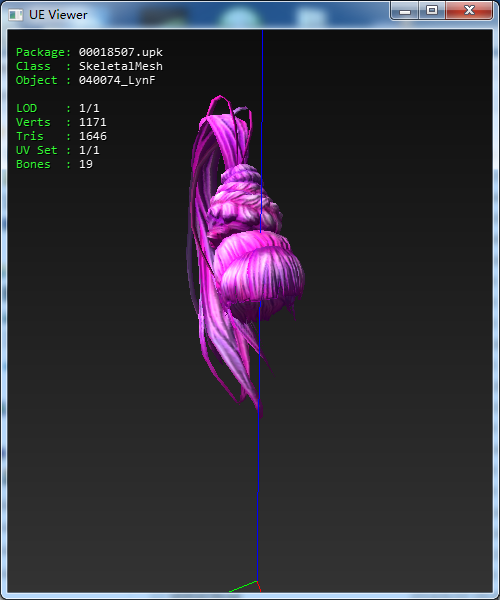 UE Viewer
Package: 00018507.upk
Class  : SkeletalMesh
Object : 040074_LynF
LOD    : 1/1
Verts  : 1171
Tris   : 1646
UV Set : 1/1
Bones  : 19